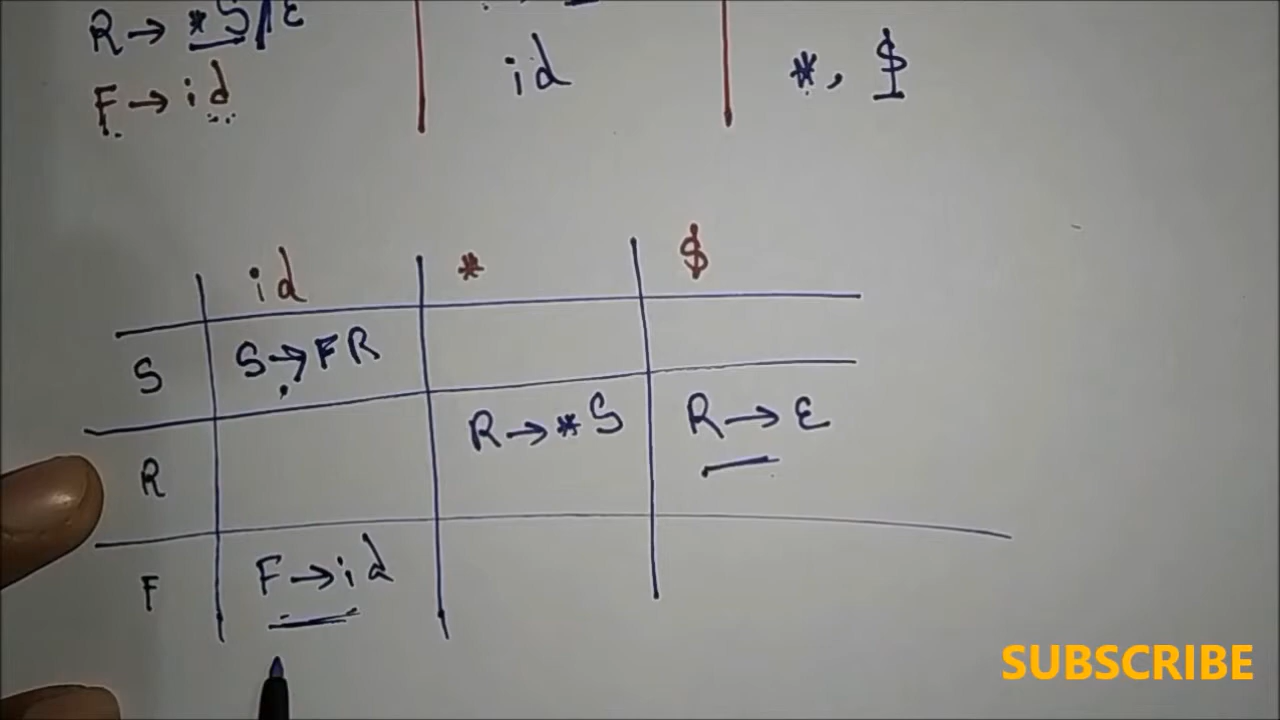 R → *S/ε
F → id
id
*, $
id * $
S S → FR
R R → *S R → ε
F F → id
SUBSCRIBE